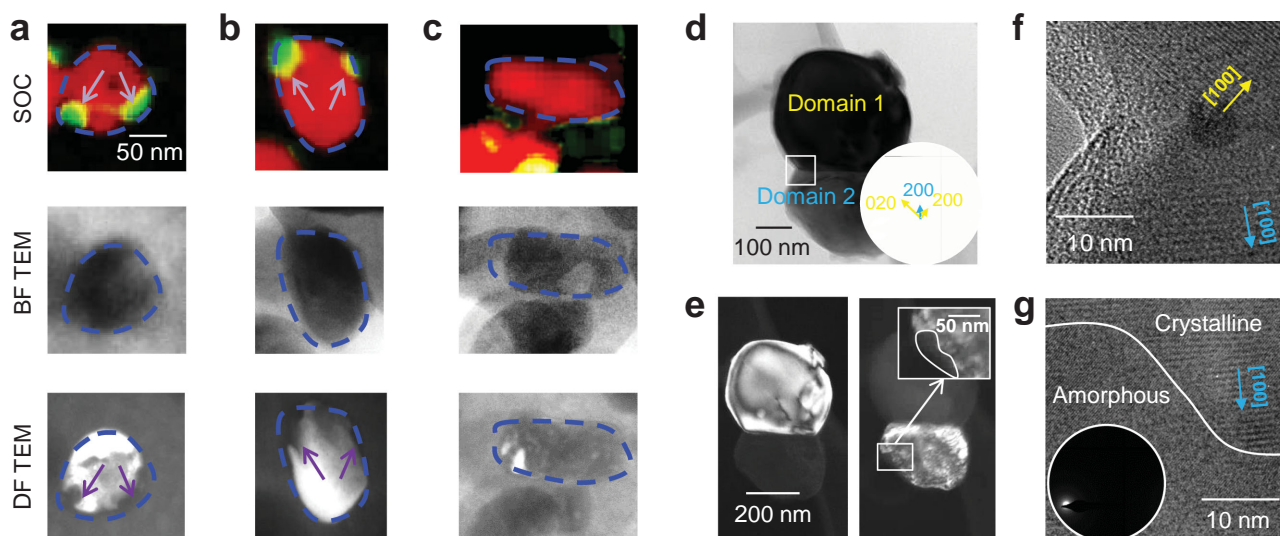 a
b
c
d
f
SOC
50 nm
Domain 1
Domain 2
200
020
200
100 nm
[100]
[100]
10 nm
BF TEM
e
g
50 nm
200 nm
Crystalline
Amorphous
[100]
10 nm
DF TEM